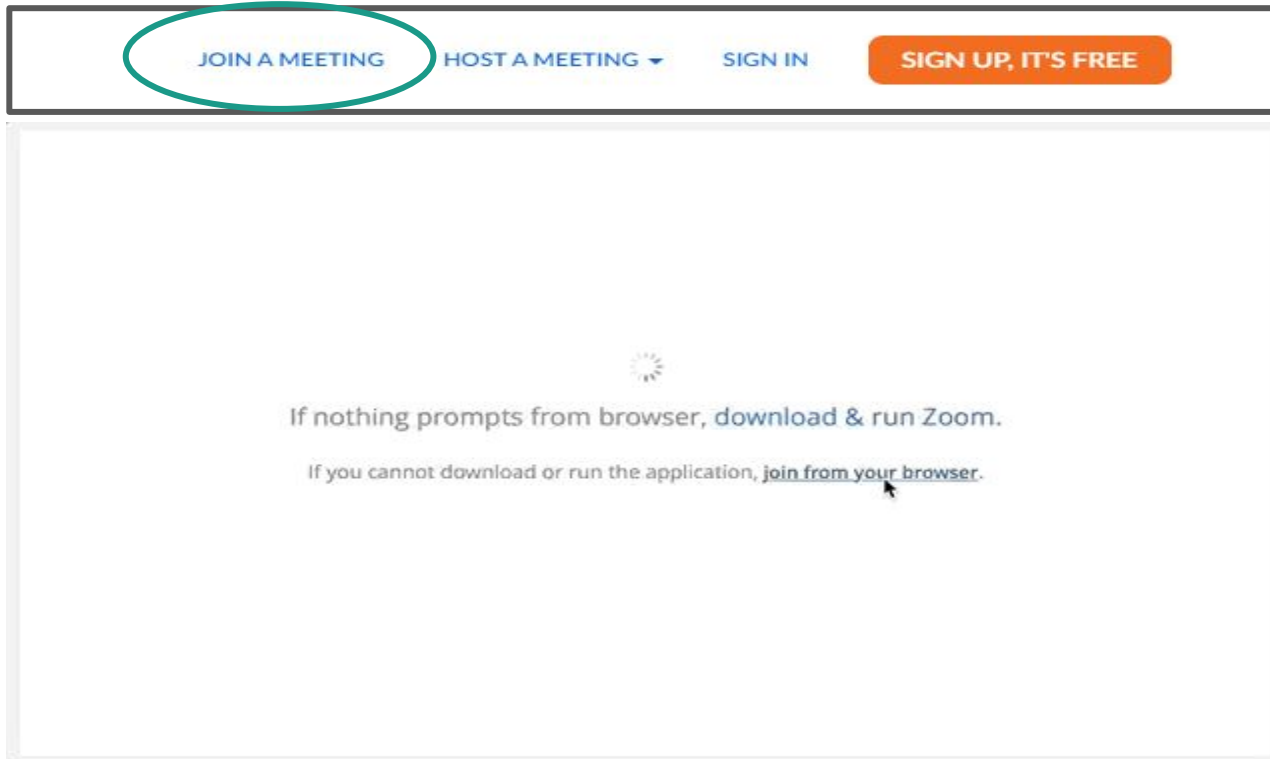 JOIN A MEETING HOST A MEETING SIGN IN SIGN UP, IT'S FREE
If nothing prompts from browser, download & run Zoom.
If you cannot download or run the application, join from your browser.